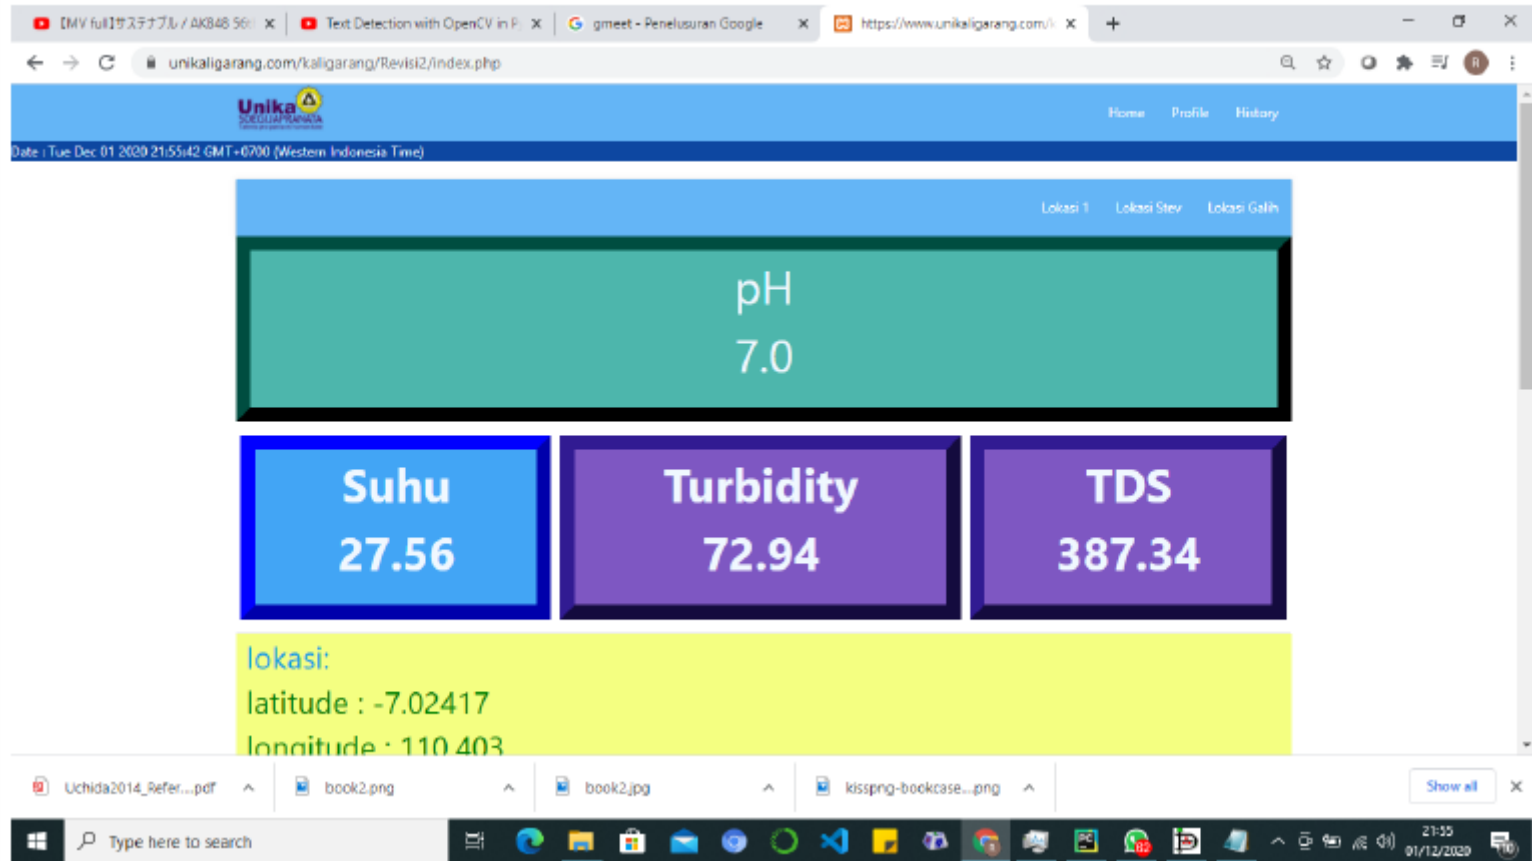 【MV full】サステナブル / AKB48 56t
Text Detection with OpenCV in P
gmeet - Penelusuran Google
https://www.unikaligarang.com/k
unikaligarang.com/kaligarang/Revisi2/index.php
R
Unika
SOEGIJAPRANATA
Home Profile History
Date : Tue Dec 01 2020 21:55:42 GMT+0700 (Western Indonesia Time)
Lokasi 1 Lokasi Stev Lokasi Galih
pH
7.0
Suhu Turbidity TDS
27.56 72.94 387.34
lokasi:
latitude : -7.02417
longitude : 110.403
Uchida2014_Refer....pdf book2.png book2.jpg kisspng-bookcase....png Show all
Type here to search
PC
82
21:55
01/12/2020